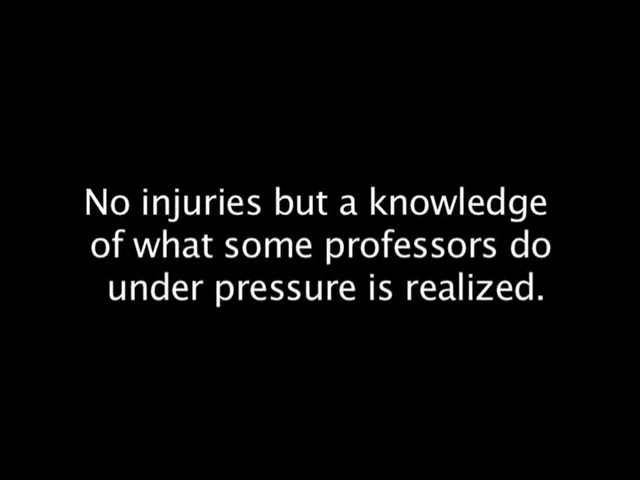 No injuries but a knowledge
of what some professors do
under pressure is realized.